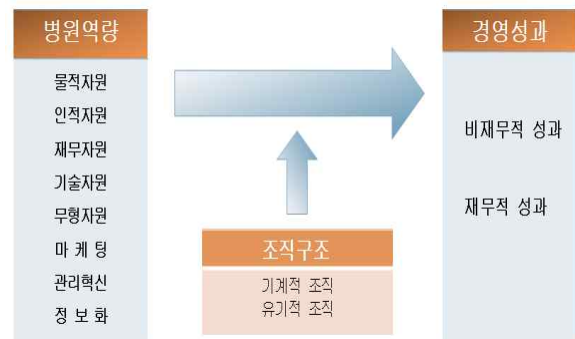 병원역량
물적자원
인적자원
재무자원
기술자원
무형자원
마 케 팅
관리혁신
정 보 화
조직구조
기계적 조직
유기적 조직
경영성과
비재무적 성과
재무적 성과